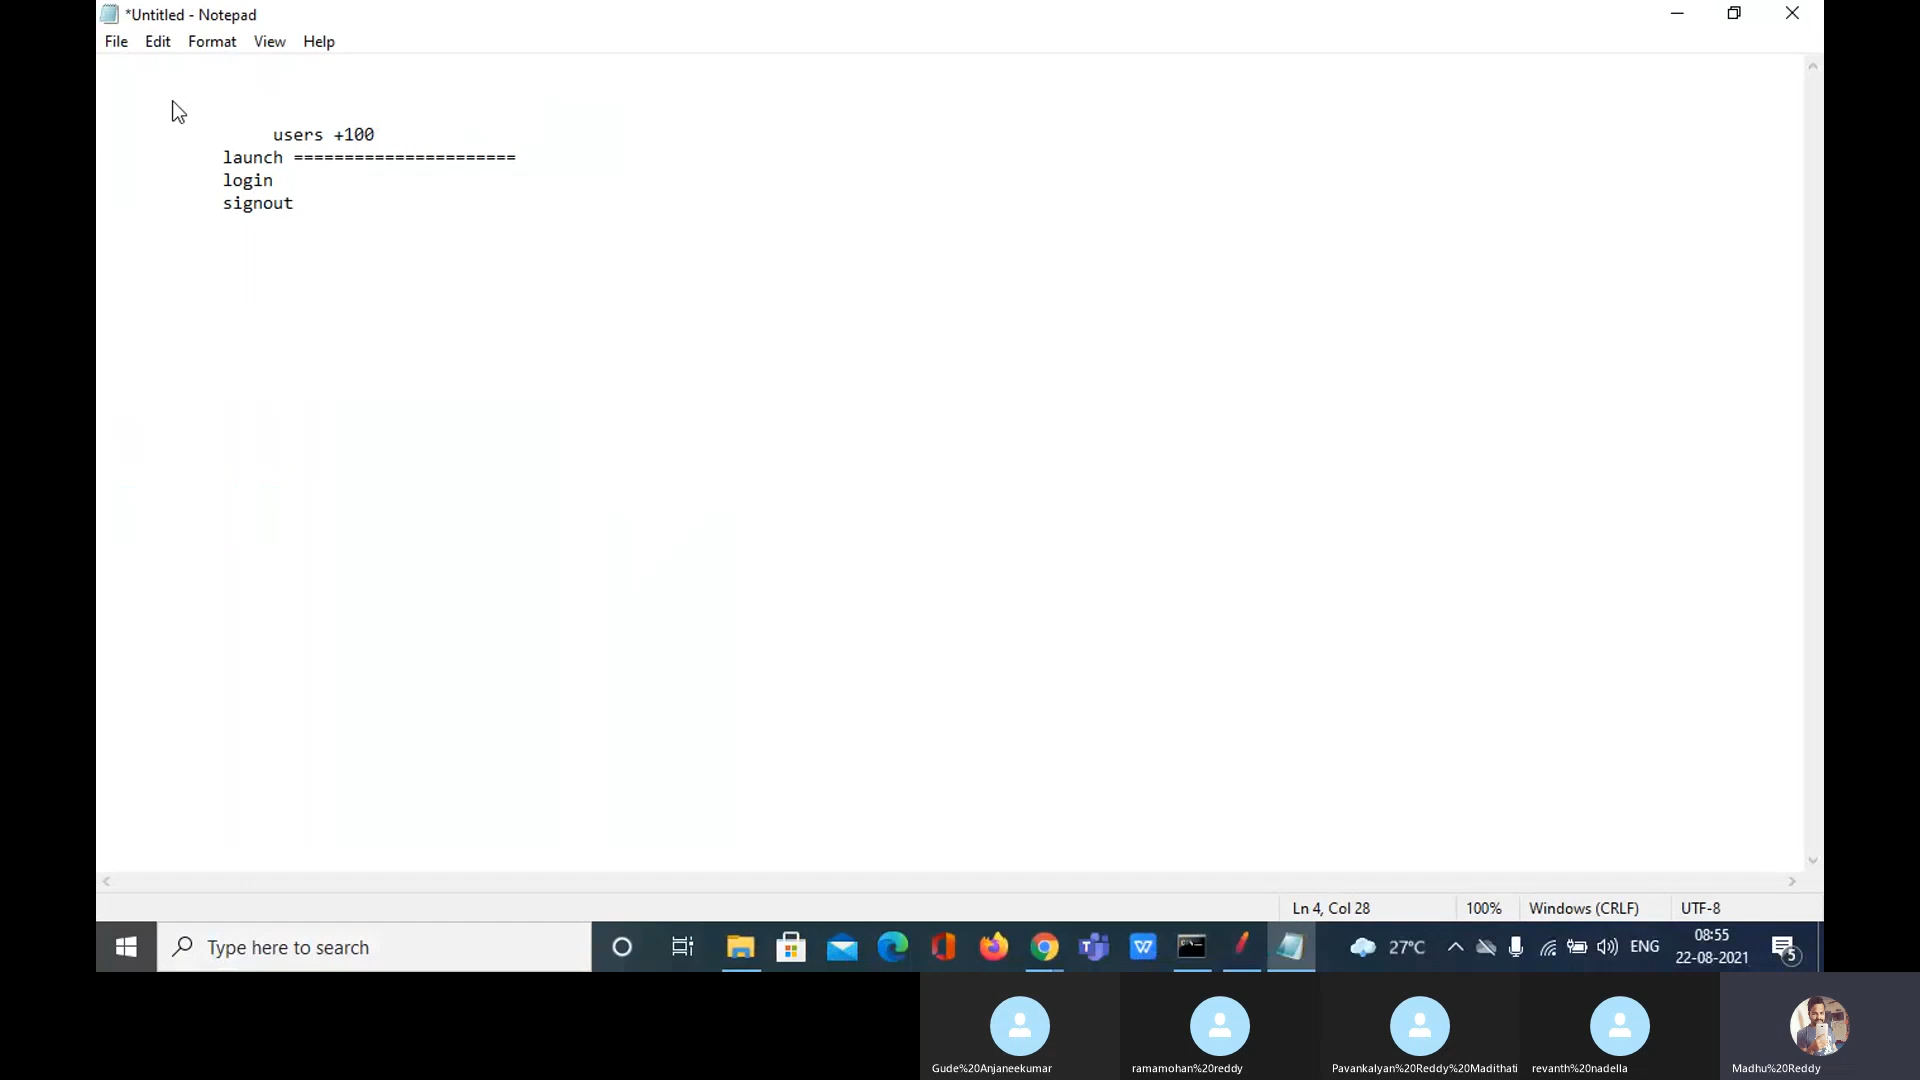 *Untitled - Notepad
File Edit Format View Help
users +100
launch ======================
login
signout
Ln 4, Col 28 100% Windows (CRLF) UTF-8
Type here to search
27°C ENG 08:55
22-08-2021
5
Gude%20Anjaneekumar ramamohan%20reddy Pavankalyan%20Reddy%20Madithati revanth%20nadella Madhu%20Reddy